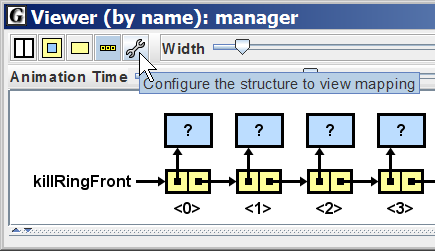 G Viewer (by name): manager
Width
Animation Time
Configure the structure to view mapping
? ? ? ?
killRingFront
<0> <1> <2> <3>